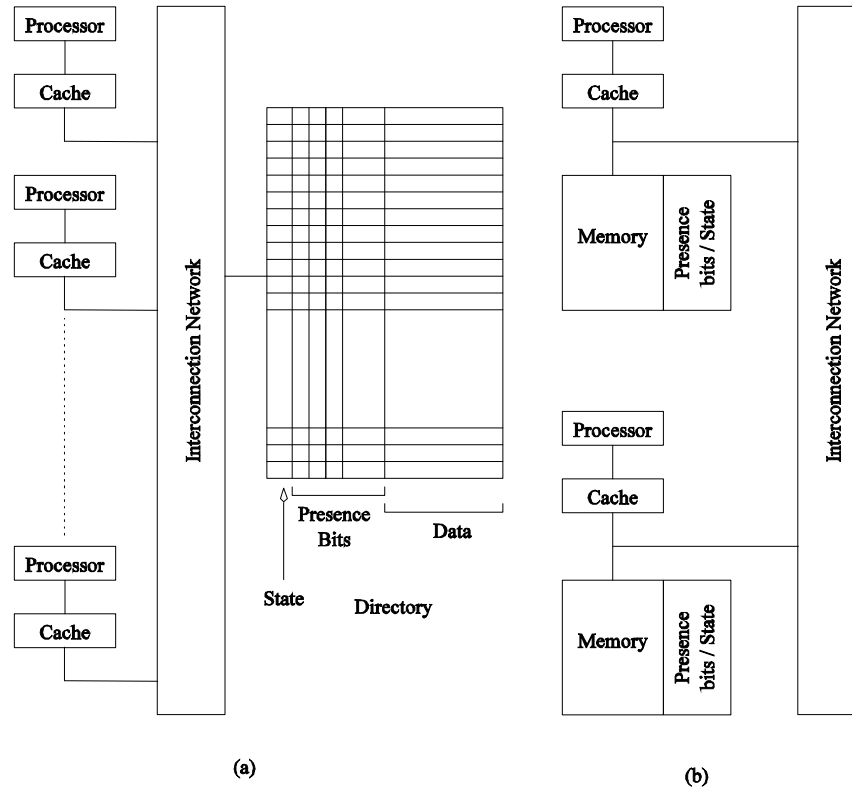 Processor
Cache
Processor
Cache
Processor
Cache
Interconnection Network
Presence
Bits
Data
State
Directory
(a)
Processor
Cache
Memory
Presence
bits / State
Processor
Cache
Memory
Presence
bits / State
Interconnection Network
(b)